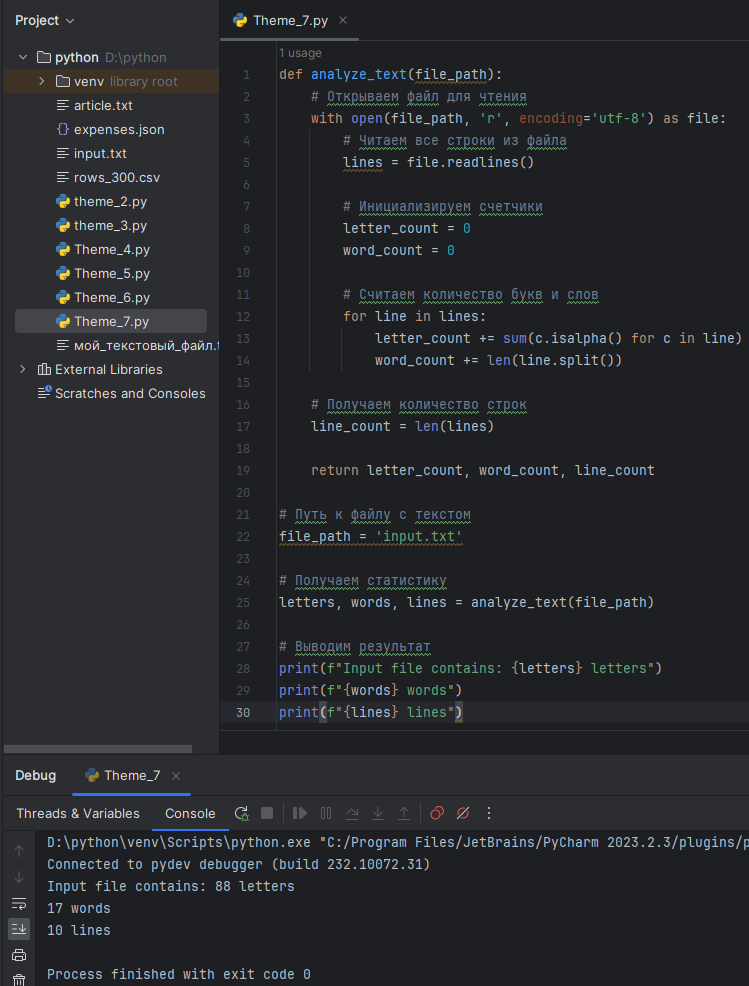 Project
Theme_7.py
python D:\python
venv library root
article.txt
expenses.json
input.txt
rows_300.csv
theme_2.py
theme_3.py
Theme_4.py
Theme_5.py
Theme_6.py
Theme_7.py
мой_текстовый_файл.
External Libraries
Scratches and Consoles
1 usage
1 def analyze_text(file_path):
2 # Открываем файл для чтения
3 with open(file_path, 'r', encoding='utf-8') as file:
4 # Читаем все строки из файла
5 lines = file.readlines()
6
7 # Инициализируем счетчики
8 letter_count = 0
9 word_count = 0
10
11 # Считаем количество букв и слов
12 for line in lines:
13 letter_count += sum(c.isalpha() for c in line)
14 word_count += len(line.split())
15
16 # Получаем количество строк
17 line_count = len(lines)
18
19 return letter_count, word_count, line_count
20
21 # Путь к файлу с текстом
22 file_path = 'input.txt'
23
24 # Получаем статистику
25 letters, words, lines = analyze_text(file_path)
26
27 # Выводим результат
28 print(f"Input file contains: {letters} letters")
29 print(f"{words} words")
30 print(f"{lines} lines")
Debug
Theme_7
Threads & Variables
Console
D:\python\venv\Scripts\python.exe "C:/Program Files/JetBrains/PyCharm 2023.2.3/plugins/p
Connected to pydev debugger (build 232.10072.31)
Input file contains: 88 letters
17 words
10 lines
Process finished with exit code 0